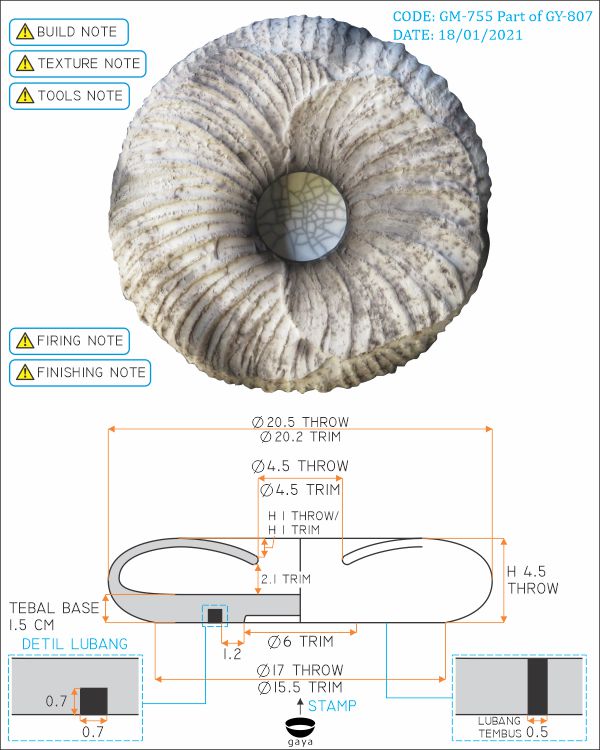 CODE: GM-755 Part of GY-807
DATE: 18/01/2021
BUILD NOTE
TEXTURE NOTE
TOOLS NOTE
FIRING NOTE
FINISHING NOTE
Ø20.5 THROW
Ø20.2 TRIM
Ø4.5 THROW
Ø4.5 TRIM
H 1 THROW/
H 1 TRIM
2.1 TRIM
H 4.5
THROW
TEBAL BASE
1.5 CM
DETIL LUBANG
1.2
Ø6 TRIM
Ø17 THROW
Ø15.5 TRIM
0.7
0.7
STAMP
gaya
LUBANG
TEMBUS
0.5